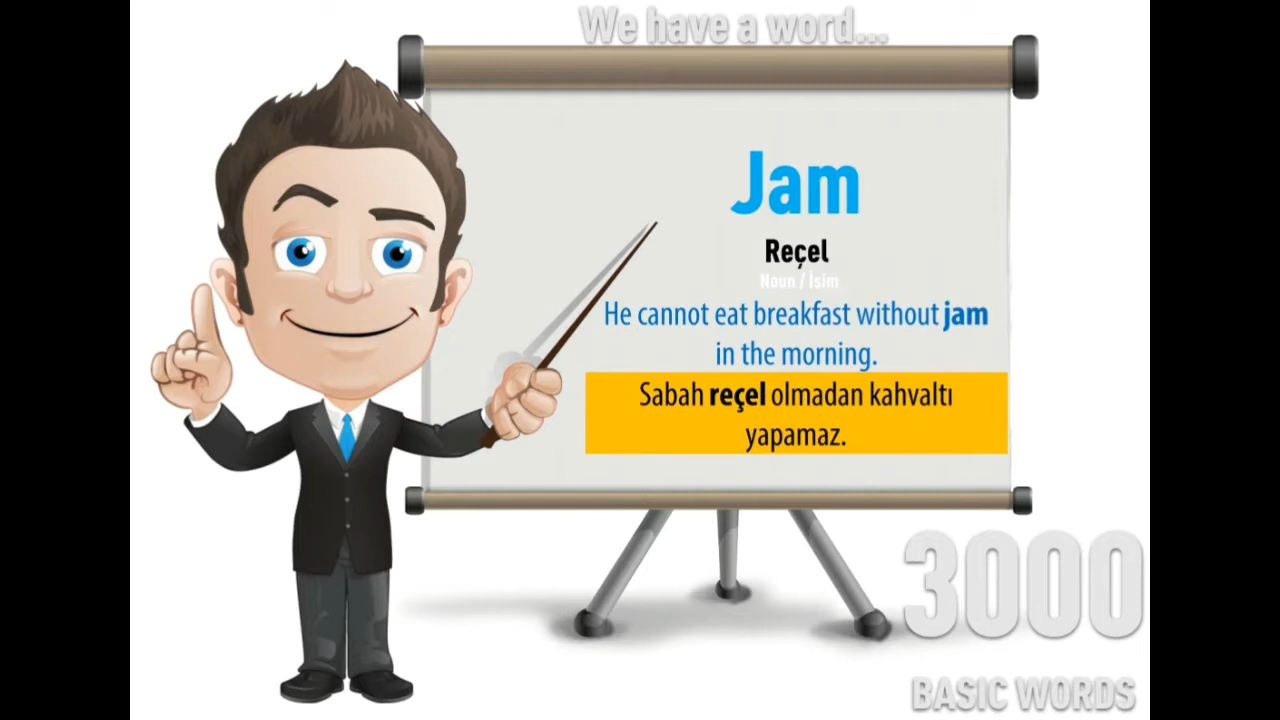 We have a word...
Jam
Reçel
Noun / İsim
He cannot eat breakfast without jam
in the morning.
Sabah reçel olmadan kahvaltı
yapamaz.
3000
BASIC WORDS